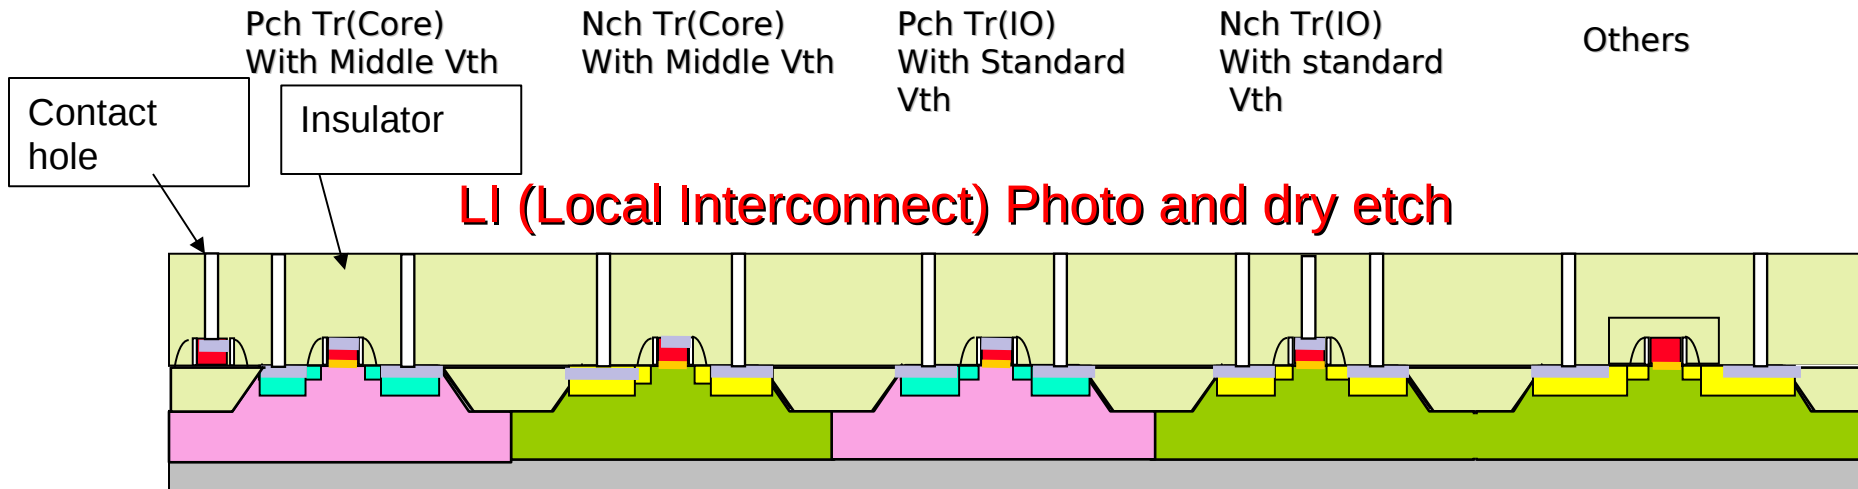 Pch Tr(Core)
With Middle Vth
Nch Tr(Core)
With Middle Vth
Pch Tr(IO)
With Standard
Vth
Nch Tr(IO)
With standard
Vth
Others
Contact
hole
Insulator
LI (Local Interconnect) Photo and dry etch